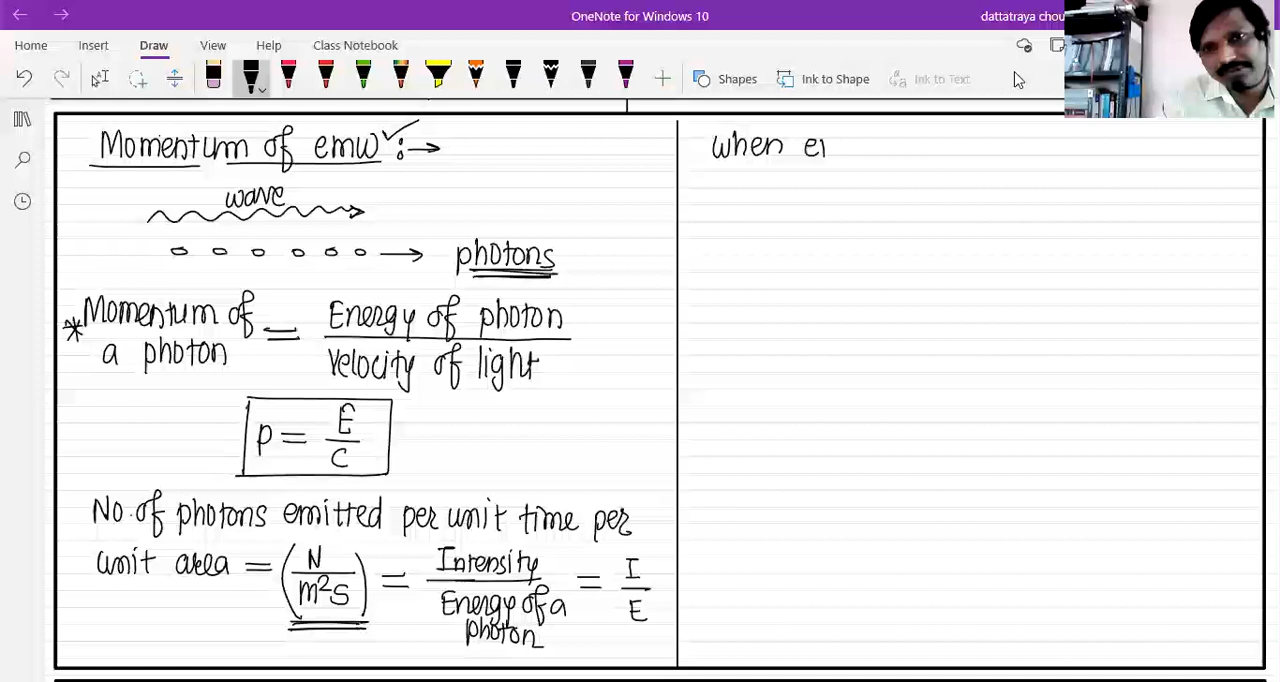 OneNote for Windows 10
dattatraya chou
Home Insert Draw View Help Class Notebook
Shapes Ink to Shape Ink to Text
Momentum of emw✓:→
wave
photons
*Momentum of a photon = Energy of photon / Velocity of light
P = E / C
No. of photons emitted per unit time per
unit area = (N / m²s) = Intensity / Energy of a photon = I / E
when e